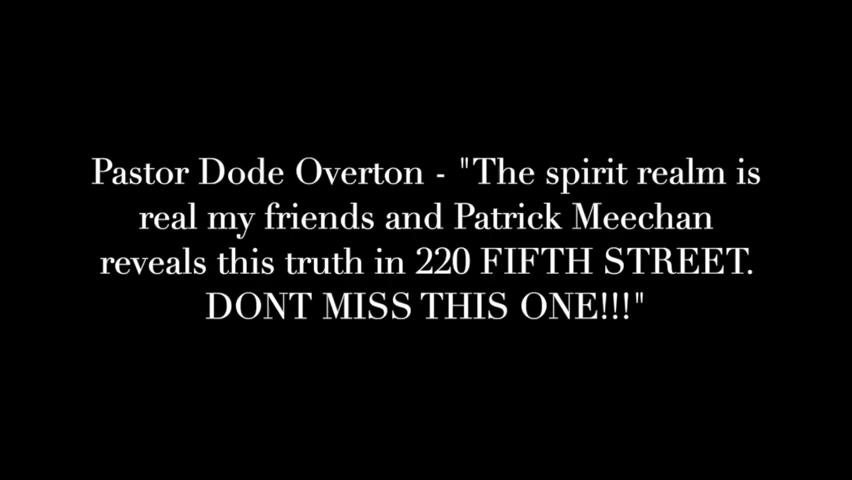 Pastor Dode Overton - "The spirit realm is
real my friends and Patrick Meechan
reveals this truth in 220 FIFTH STREET.
DONT MISS THIS ONE!!!"